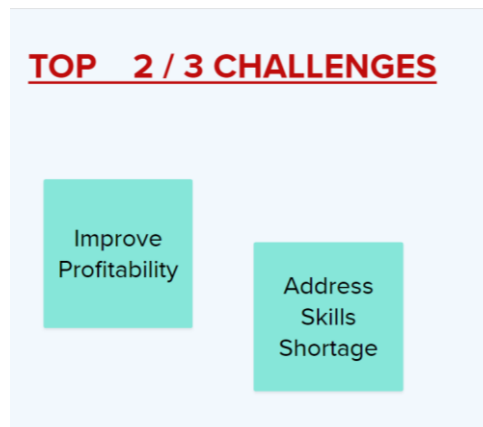 TOP 2 / 3 CHALLENGES
Improve
Profitability
Address
Skills
Shortage